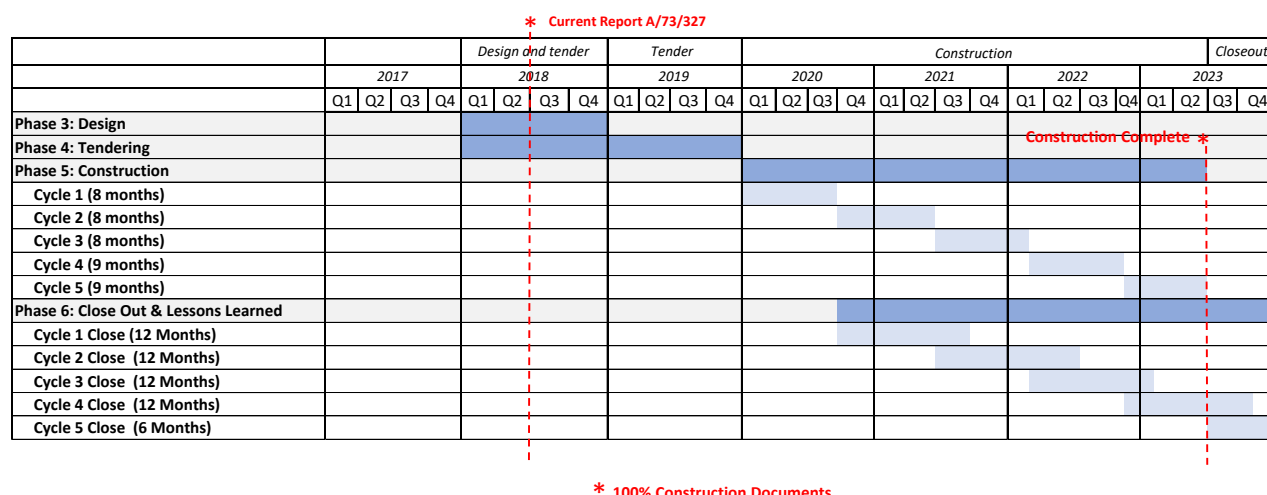 * Current Report A/73/327
Design and tender Tender Construction Closeout
2017 2018 2019 2020 2021 2022 2023
Q1 Q2 Q3 Q4 Q1 Q2 Q3 Q4 Q1 Q2 Q3 Q4 Q1 Q2 Q3 Q4 Q1 Q2 Q3 Q4 Q1 Q2 Q3 Q4 Q1 Q2 Q3 Q4
Phase 3: Design
Construction Complete *
Phase 4: Tendering
Phase 5: Construction
Cycle 1 (8 months)
Cycle 2 (8 months)
Cycle 3 (8 months)
Cycle 4 (9 months)
Cycle 5 (9 months)
Phase 6: Close Out & Lessons Learned
Cycle 1 Close (12 Months)
Cycle 2 Close (12 Months)
Cycle 3 Close (12 Months)
Cycle 4 Close (12 Months)
Cycle 5 Close (6 Months)
* 100% Construction Documents